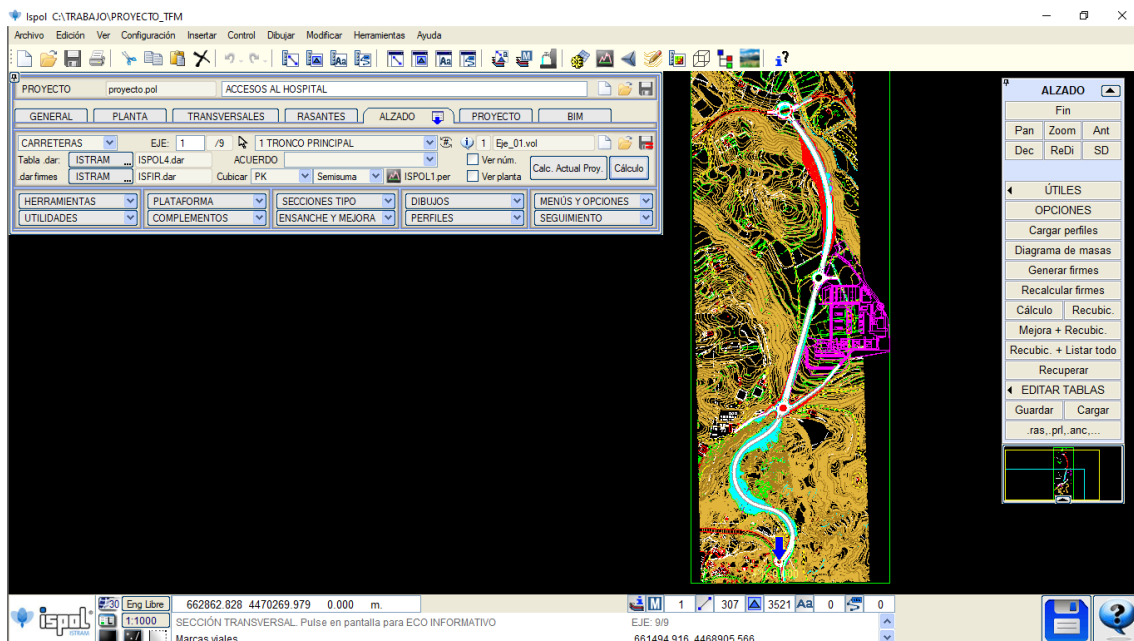 Ispol C:\TRABAJO\PROYECTO_TFM
Archivo Edición Ver Configuración Insertar Control Dibujar Modificar Herramientas Ayuda
PROYECTO proyecto.pol ACCESOS AL HOSPITAL
GENERAL PLANTA TRANSVERSALES RASANTES ALZADO PROYECTO BIM
CARRETERAS EJE: 1 /9 1 TRONCO PRINCIPAL 1 Eje_01.vol
Tabla .dar: ISTRAM ... ISPOL4.dar ACUERDO Ver núm. Calc. Actual Proy. Cálculo
.dar firmes ISTRAM ... ISFIR.dar Cubicar PK Semisuma ISPOL1.per Ver planta
HERRAMIENTAS PLATAFORMA SECCIONES TIPO DIBUJOS MENÚS Y OPCIONES
UTILIDADES COMPLEMENTOS ENSANCHE Y MEJORA PERFILES SEGUIMIENTO
ALZADO
Fin
Pan Zoom Ant
Dec ReDi SD
ÚTILES
OPCIONES
Cargar perfiles
Diagrama de masas
Generar firmes
Recalcular firmes
Cálculo Recubic.
Mejora + Recubic.
Recubic. + Listar todo
Recuperar
EDITAR TABLAS
Guardar Cargar
.ras,.prl,.anc,...
30 Eng Libre 662862.828 4470269.979 0.000 m. M 1 307 3521 Aa 0 0
ispol ISTRAM L 1:1000 SECCIÓN TRANSVERSAL. Pulse en pantalla para ECO INFORMATIVO EJE: 9/9
Marcas viales 661494.916 4468905.566